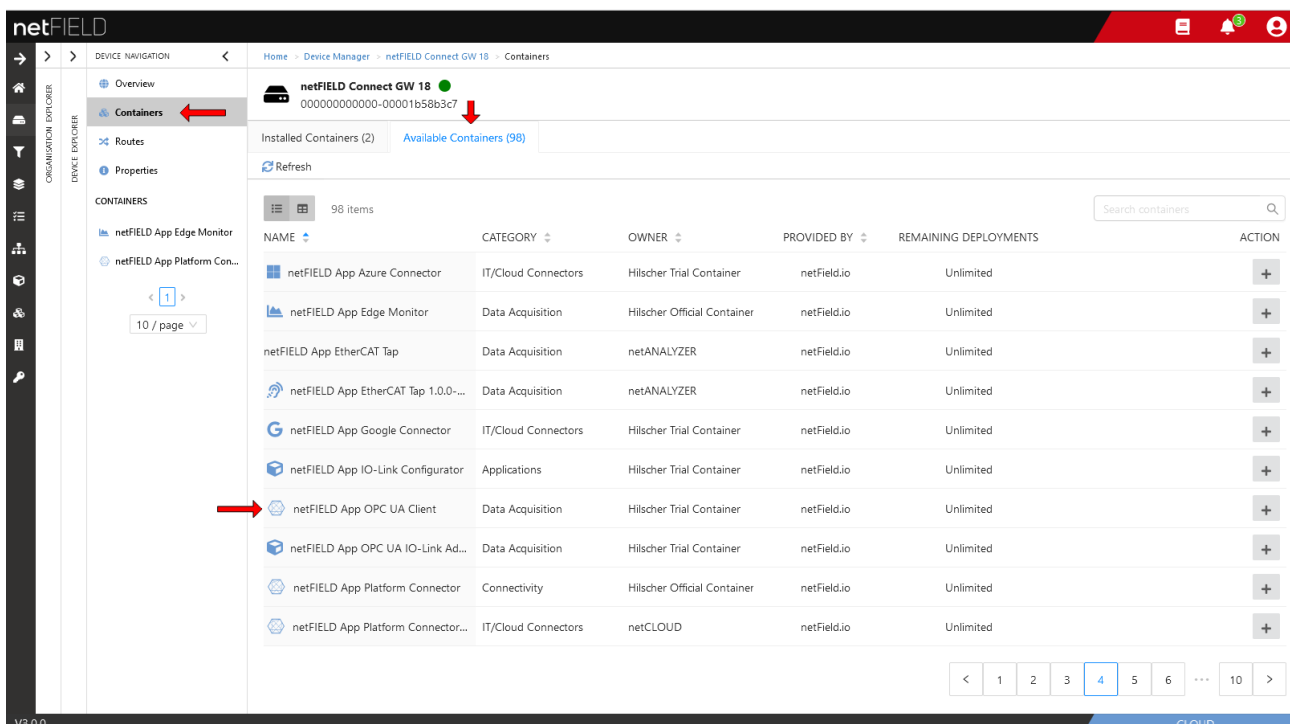 netFIELD
3
DEVICE NAVIGATION
Home > Device Manager > netFIELD Connect GW 18 > Containers
ORGANISATION EXPLORER
DEVICE EXPLORER
Overview
Containers
Routes
Properties
CONTAINERS
netFIELD App Edge Monitor
netFIELD App Platform Con...
< 1 >
10 / page
netFIELD Connect GW 18
000000000000-00001b58b3c7
Installed Containers (2) Available Containers (98)
Refresh
98 items
Search containers
NAME CATEGORY OWNER PROVIDED BY REMAINING DEPLOYMENTS ACTION
netFIELD App Azure Connector IT/Cloud Connectors Hilscher Trial Container netField.io Unlimited +
netFIELD App Edge Monitor Data Acquisition Hilscher Official Container netField.io Unlimited +
netFIELD App EtherCAT Tap Data Acquisition netANALYZER netField.io Unlimited +
netFIELD App EtherCAT Tap 1.0.0-... Data Acquisition netANALYZER netField.io Unlimited +
netFIELD App Google Connector IT/Cloud Connectors Hilscher Trial Container netField.io Unlimited +
netFIELD App IO-Link Configurator Applications Hilscher Trial Container netField.io Unlimited +
netFIELD App OPC UA Client Data Acquisition Hilscher Trial Container netField.io Unlimited +
netFIELD App OPC UA IO-Link Ad... Data Acquisition Hilscher Trial Container netField.io Unlimited +
netFIELD App Platform Connector Connectivity Hilscher Official Container netField.io Unlimited +
netFIELD App Platform Connector... IT/Cloud Connectors netCLOUD netField.io Unlimited +
< 1 2 3 4 5 6 ••• 10 >
V3.0.0 CLOUD